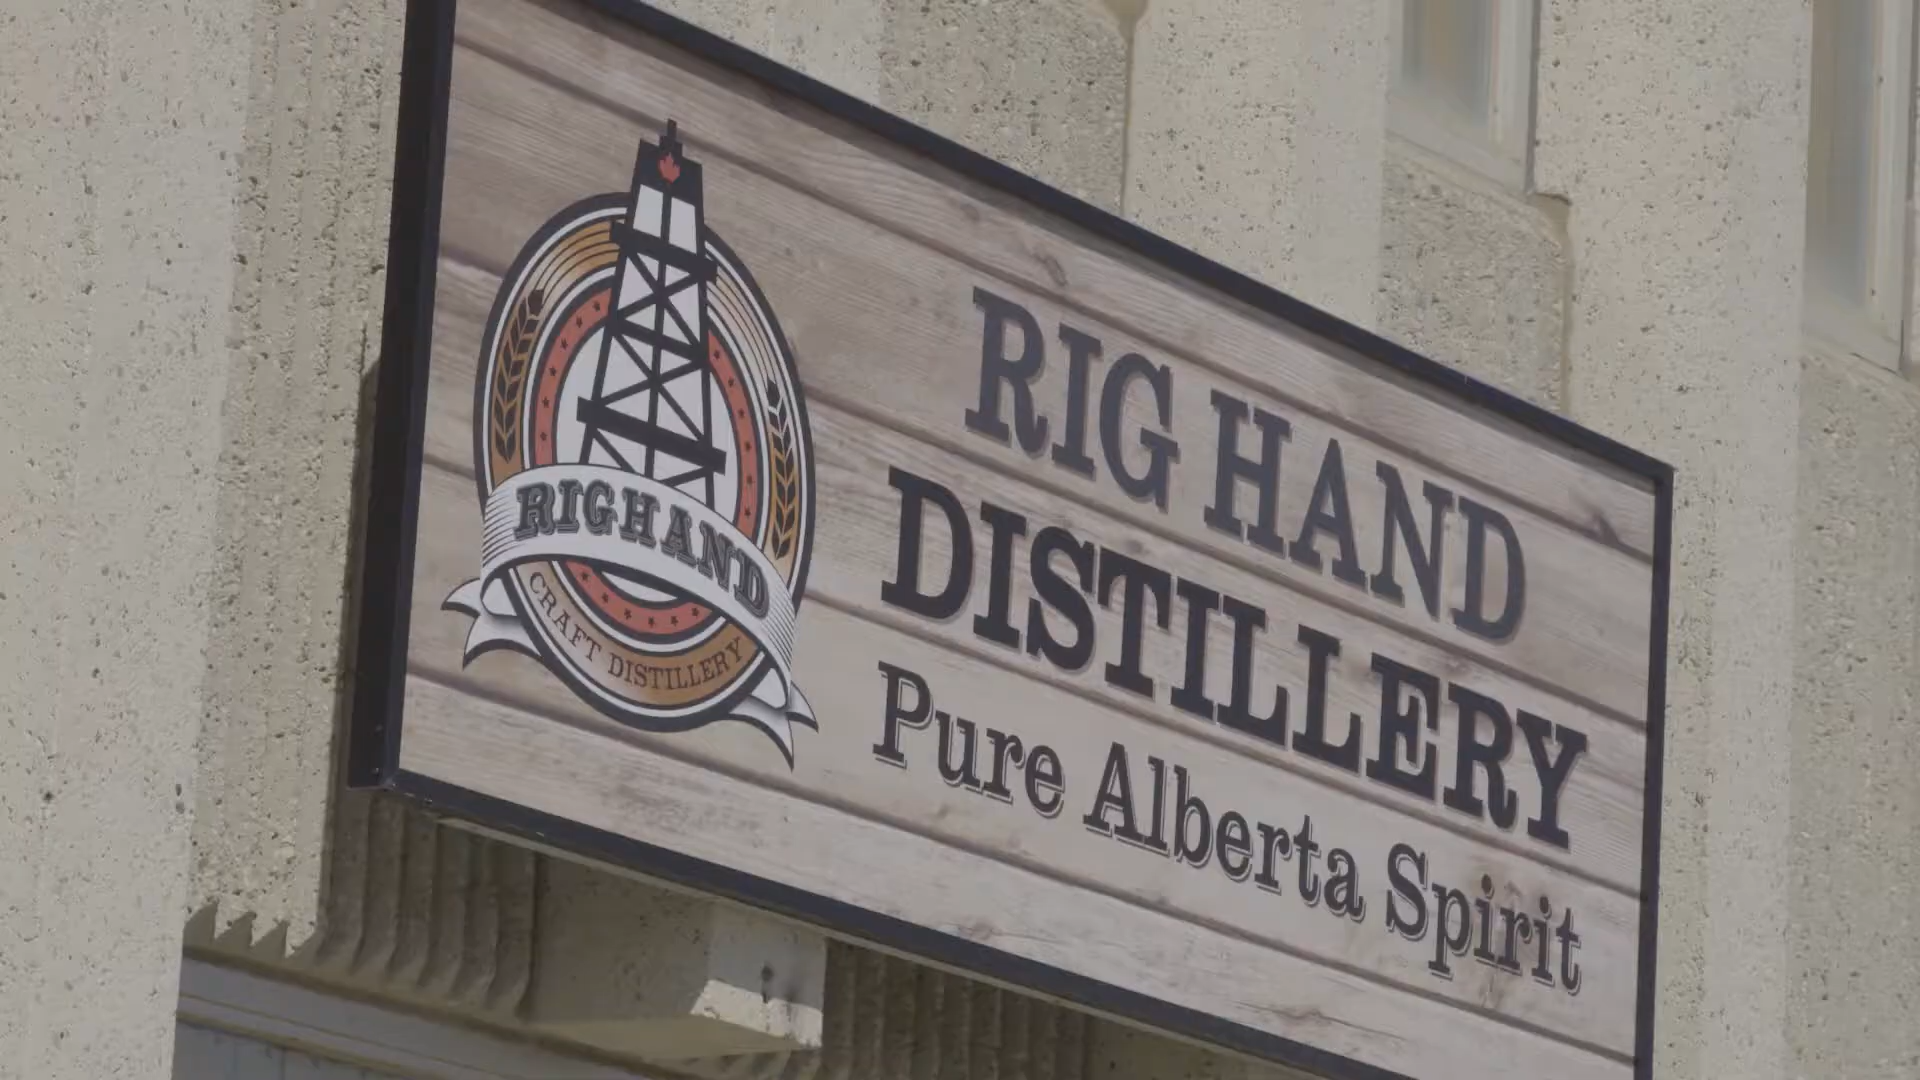 RIGHAND
CRAFT DISTILLERY
RIG HAND
DISTILLERY
Pure Alberta Spirit